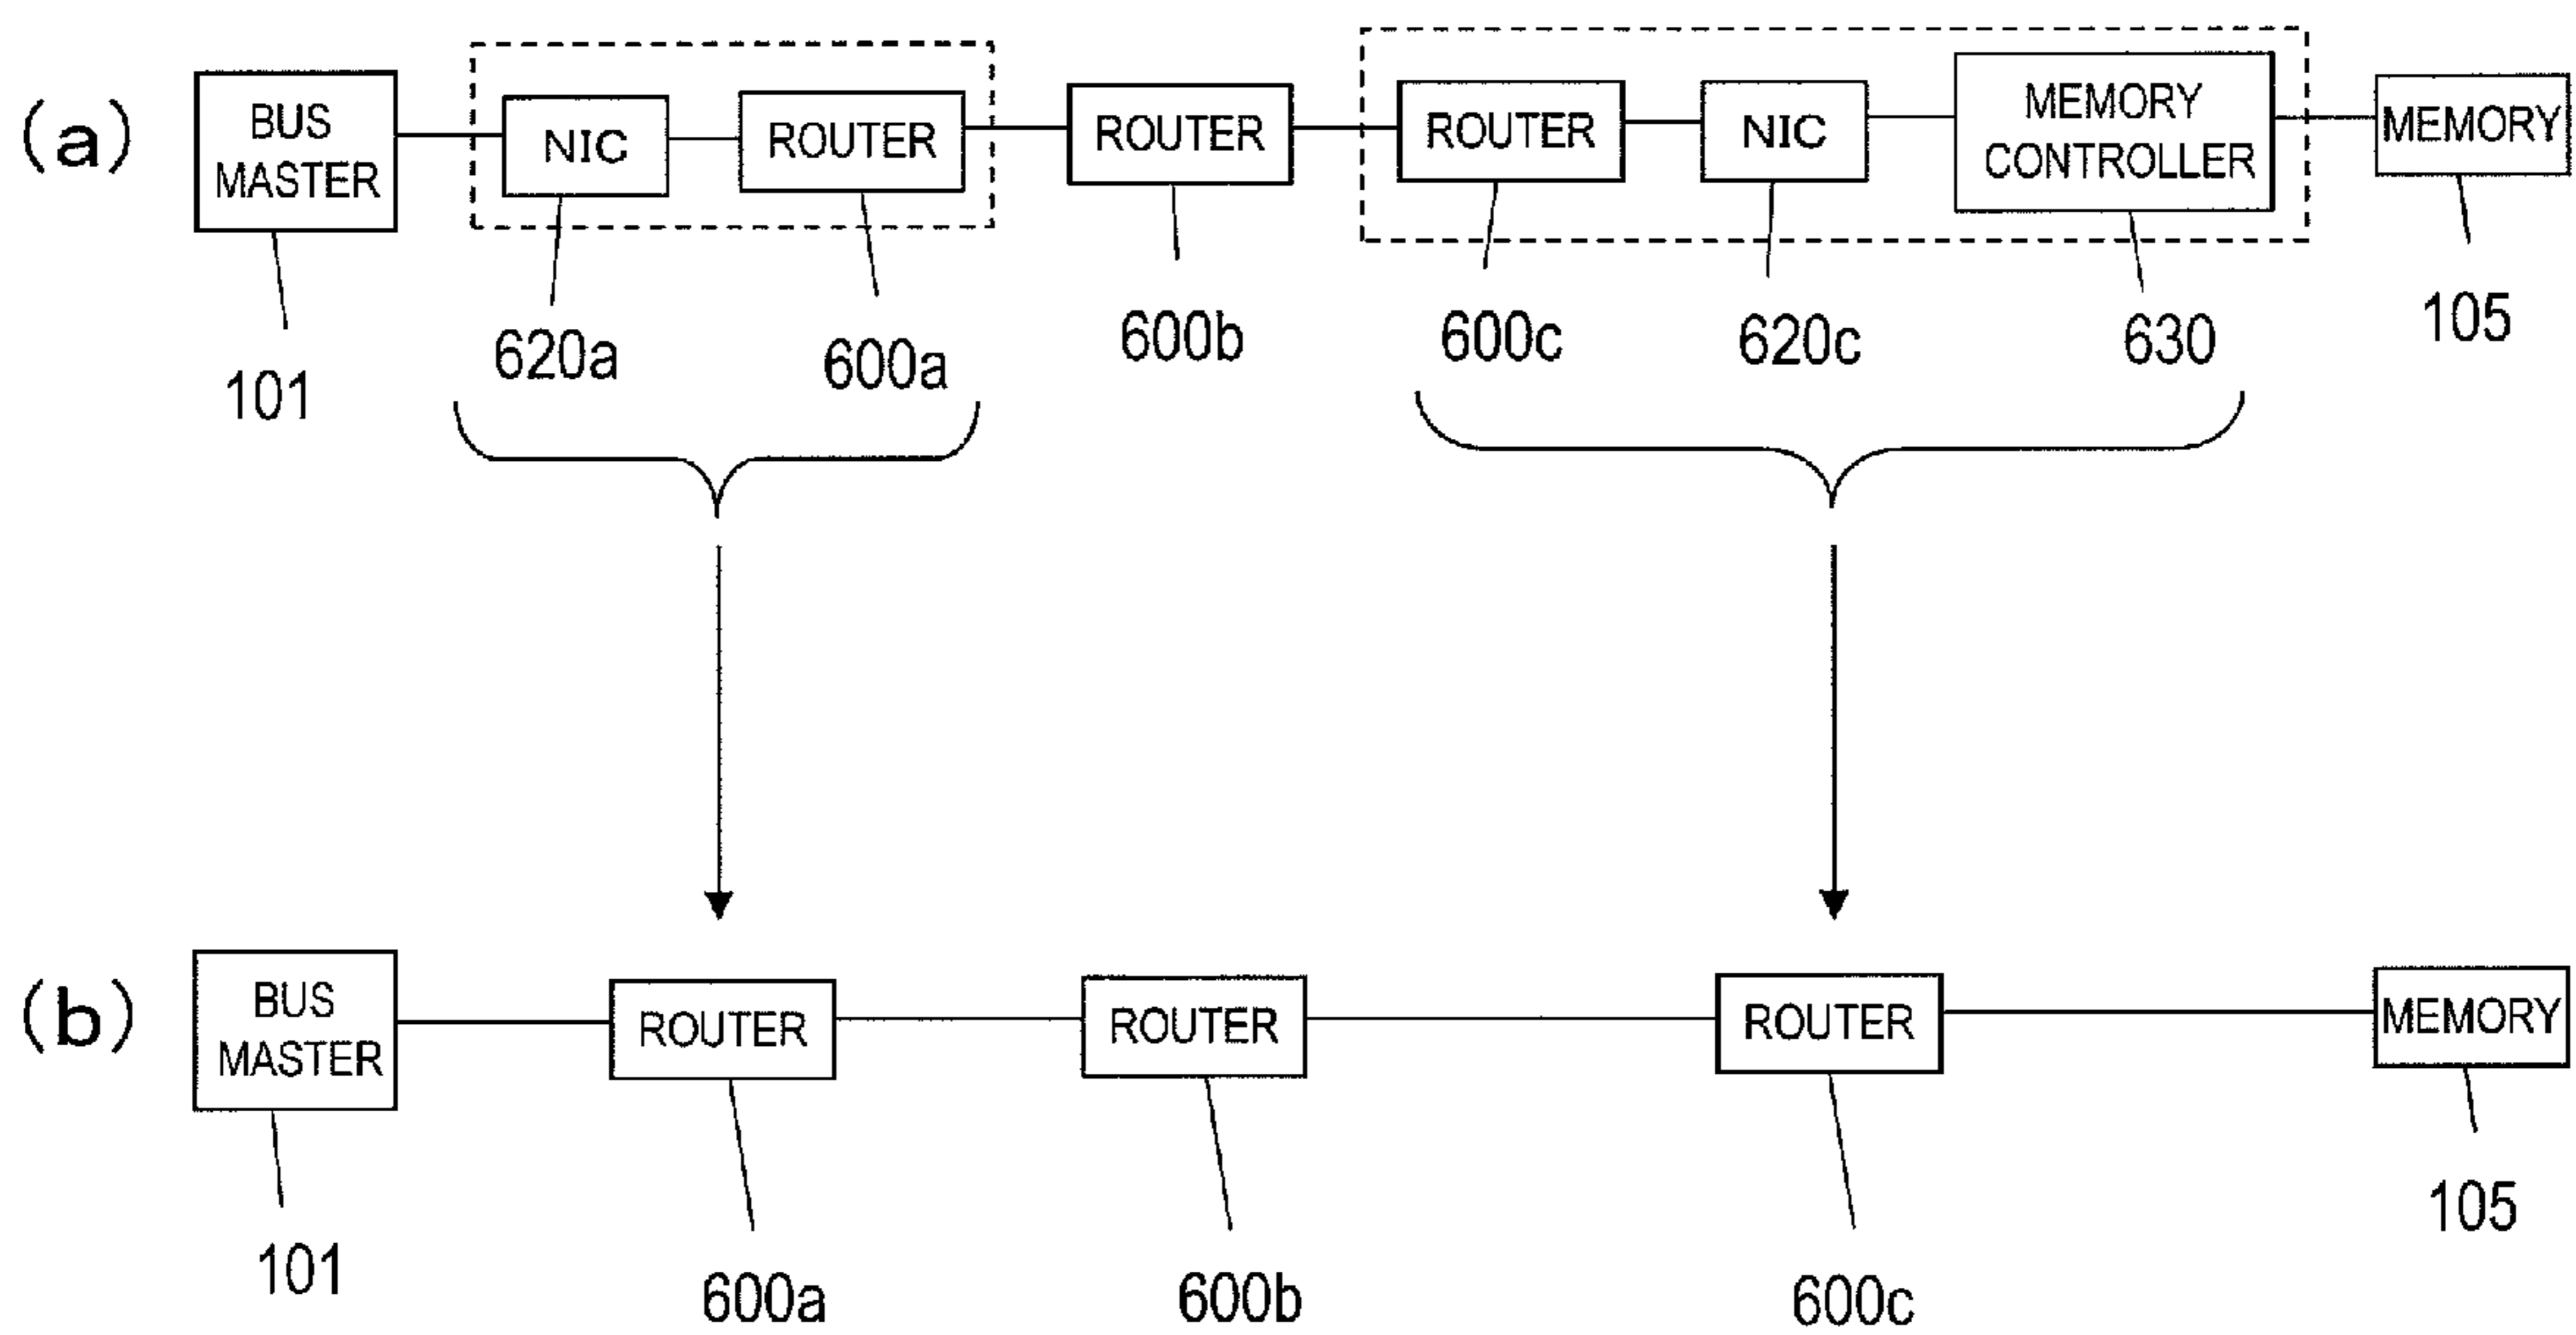 (a)
BUS
MASTER
NIC
ROUTER
ROUTER
ROUTER
NIC
MEMORY
CONTROLLER
MEMORY
101
620a
600a
600b
600c
620c
630
105
(b)
BUS
MASTER
ROUTER
ROUTER
ROUTER
MEMORY
101
600a
600b
600c
105